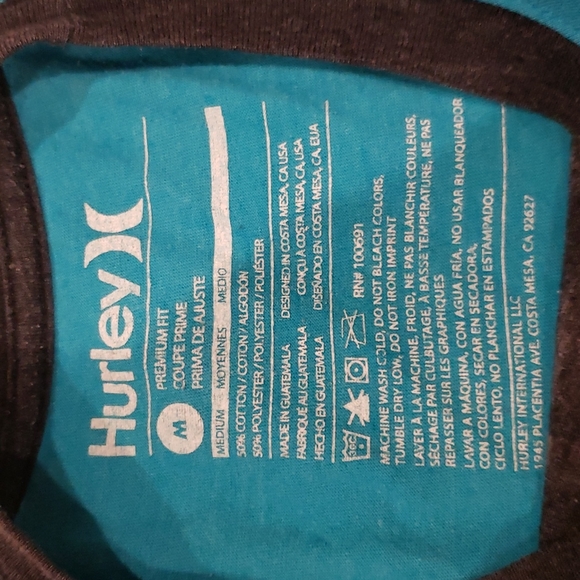 Hurley
PREMIUM FIT
COUPE PRIME
PRIMA DE AJUSTE
M
MEDIUM MOYENNES MEDIO
50% COTTON / COTON / ALGODÓN
50% POLYESTER / POLYESTER / POLIÉSTER
MADE IN GUATEMALA DESIGNED IN COSTA MESA, CA, USA
FABRIQUÉ AU GUATEMALA CONÇU À COSTA MESA, CA, USA
HECHO EN GUATEMALA DISEÑADO EN COSTA MESA, CA, EUA
RN# 100691
MACHINE WASH COLD, DO NOT BLEACH COLORS,
TUMBLE DRY LOW, DO NOT IRON IMPRINT
LAVER À LA MACHINE, FROID, NE PAS BLANCHIR COULEURS,
SÉCHAGE PAR CULBUTAGE, À BASSE TEMPÉRATURE, NE PAS
REPASSER SUR LES GRAPHIQUES
LAVAR A MÁQUINA, CON AGUA FRÍA, NO USAR BLANQUEADOR
CON COLORES, SECAR EN SECADORA,
CICLO LENTO, NO PLANCHAR EN ESTAMPADOS
HURLEY INTERNATIONAL LLC
1945 PLACENTIA AVE. COSTA MESA, CA 92627